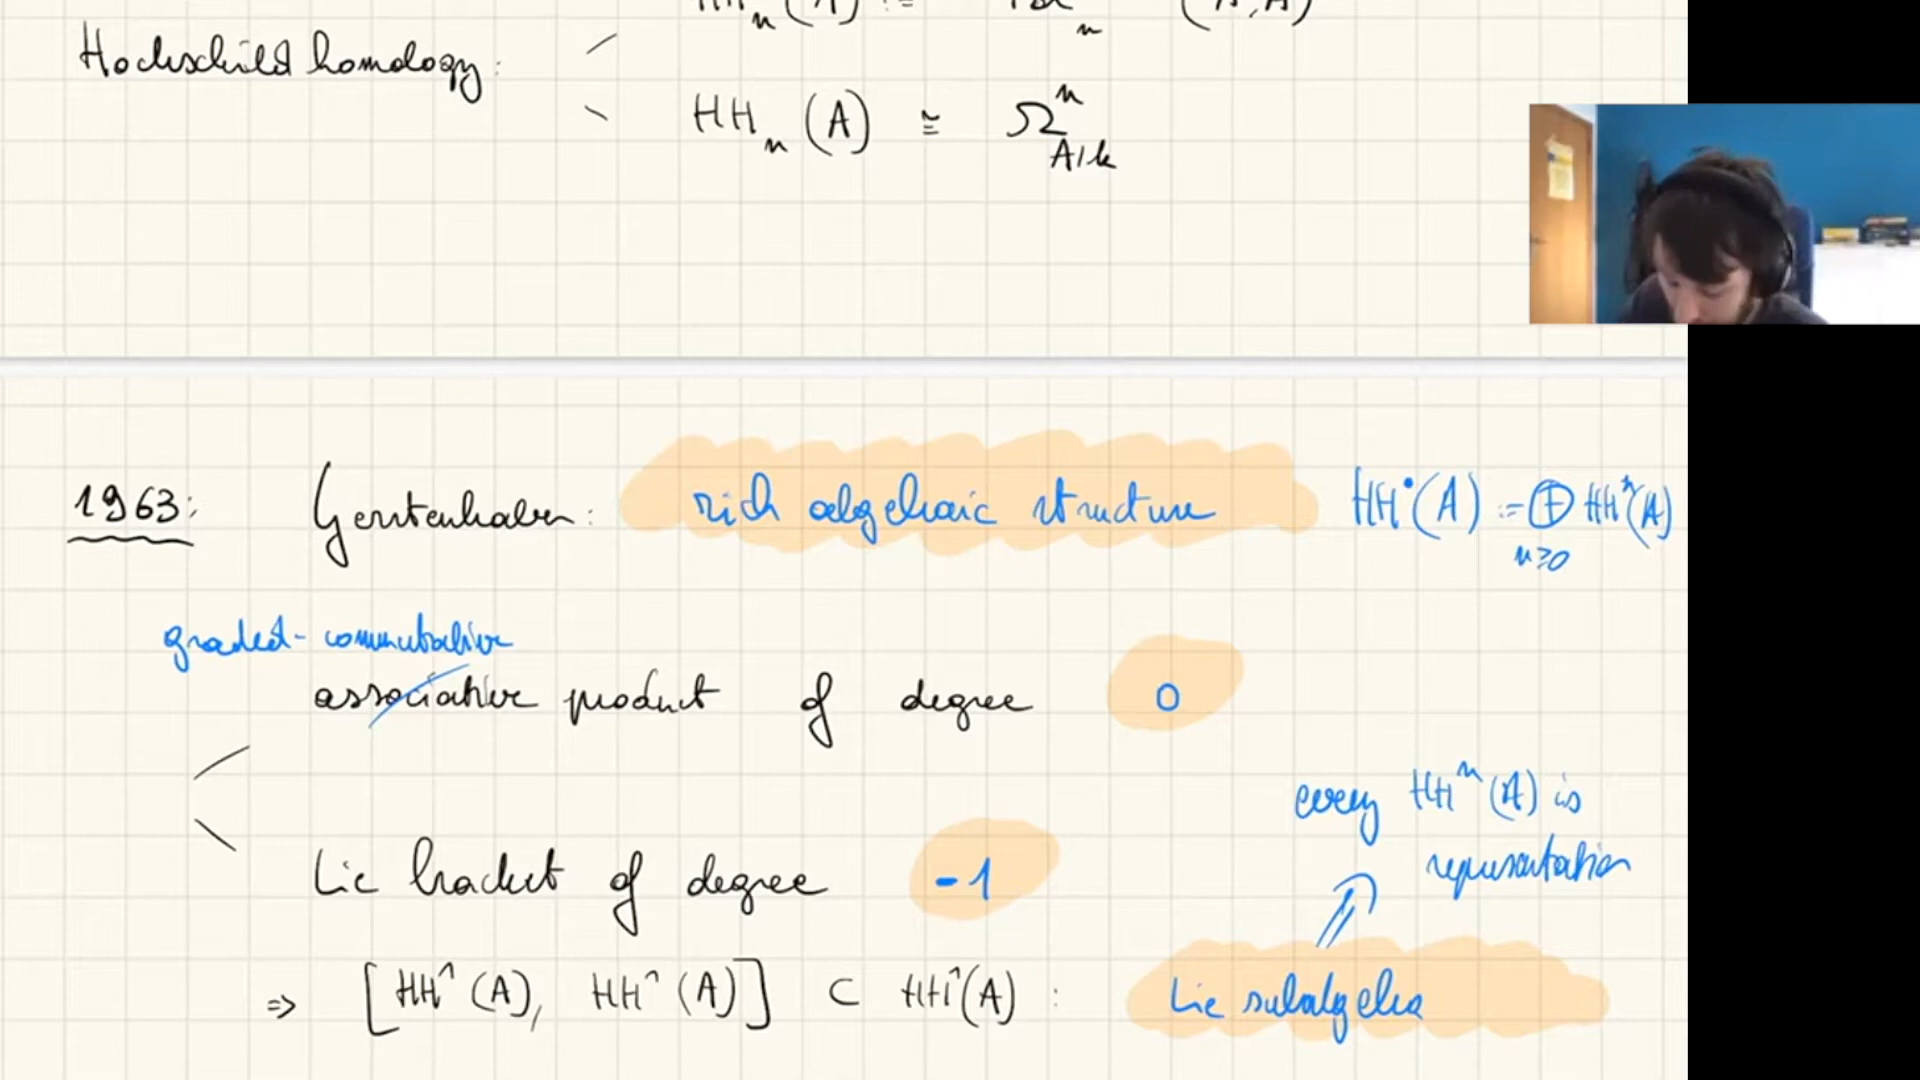 Hochschild homology:
HH_n(A) ≅ Ω^n_{A/k}
1963: Gerstenhaber: rich algebraic structure HH^•(A) := ⊕_{n≥0} HH^n(A)
graded-commutative
associative product of degree 0
every HH^n(A) is
representation
Lie bracket of degree -1
⇒ [HH^1(A), HH^1(A)] ⊂ HH^1(A) : Lie subalgebra